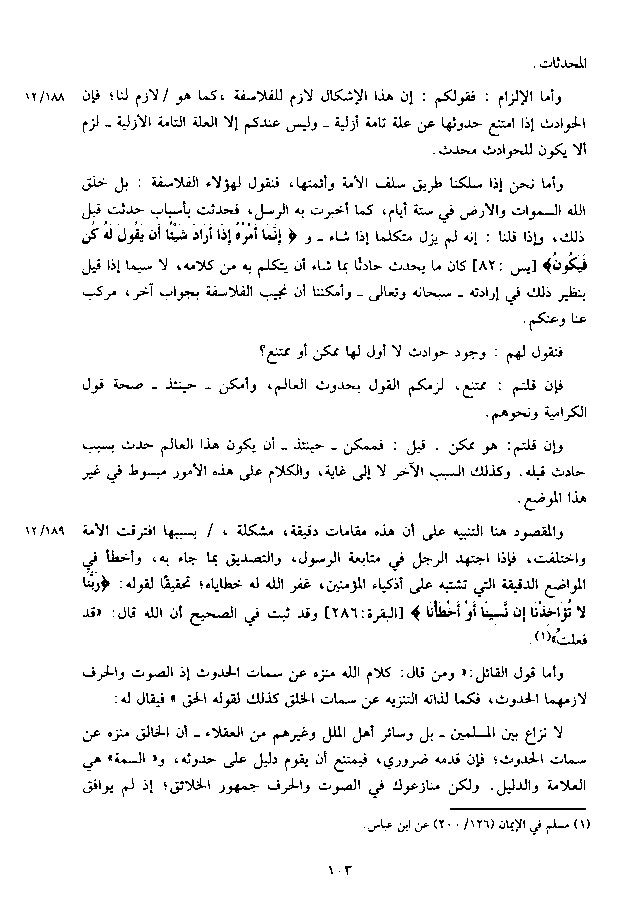 المحدثات .
وأما الإلزام : فقولكم : إن هذا الإشكال لازم للفلاسفة ، كما هو / لازم لنا؛ فإن ١٢/١٨٨
الحوادث إذا امتنع حدوثها عن علة تامة أزلية ـ وليس عندكم إلا العلة التامة الأزلية ـ لزم
ألا يكون للحوادث محدث.
وأما نحن إذا سلكنا طريق سلف الأمة وأئمتها، فنقول لهؤلاء الفلاسفة : بل خلق
الله السموات والأرض في ستة أيام، كما أخبرت به الرسل، فحدثت بأسباب حدثت قبل
ذلك، وإذا قلنا : إنه لم يزل متكلما إذا شاء ـ و ﴿ إِنَّمَا أَمْرُهُ إِذَا أَرَادَ شَيْئًا أَن يَقُولَ لَهُ كُن
فَيَكُونُ﴾ [يس :٨٢] كان ما يحدث حادثًا بما شاء أن يتكلم به من كلامه، لا سيما إذا قيل
بنظير ذلك في إرادته ـ سبحانه وتعالى ـ وأمكننا أن نجيب الفلاسفة بجواب آخر، مركب
عنا وعنكم.
فنقول لهم : وجود حوادث لا أول لها ممكن أو ممتنع؟
فإن قلتم : ممتنع، لزمكم القول بحدوث العالم، وأمكن ـ حينئذ ـ صحة قول
الكرامية ونحوهم.
وإن قلتم: هو ممكن . قيل : فممكن ـ حينئذ ـ أن يكون هذا العالم حدث بسبب
حادث قبله. وكذلك السبب الآخر لا إلى غاية، والكلام على هذه الأمور مبسوط في غير
هذا الموضع.
والمقصود هنا التنبيه على أن هذه مقامات دقيقة، مشكلة ، / بسببها افترقت الأمة ١٢/١٨٩
واختلفت، فإذا اجتهد الرجل في متابعة الرسول، والتصديق بما جاء به، وأخطأ في
المواضع الدقيقة التي تشتبه على أذكياء المؤمنين، غفر الله له خطاياه؛ تحقيقًا لقوله: ﴿رَبَّنَا
لا تُؤَاخِذْنَا إِن نَّسِينَا أَوْ أَخْطَأْنَا ﴾ [البقرة:٢٨٦] وقد ثبت في الصحيح أن الله قال: «قد
فعلتُ»(١).
وأما قول القائل:« ومن قال: كلام الله منزه عن سمات الحدوث إذ الصوت والحرف
لازمهما الحدوث، فكما لذاته التنزيه عن سمات الخلق كذلك لقوله الحق » فيقال له:
لا نزاع بين المسلمين ـ بل وسائر أهل الملل وغيرهم من العقلاء ـ أن الخالق منزه عن
سمات الحدوث؛ فإن قدمه ضروري، فيمتنع أن يقوم دليل على حدوثه، و« السمة» هي
العلامة والدليل. ولكن منازعوك في الصوت والحرف جمهور الخلائق؛ إذ لم يوافق
(١) مسلم في الإيمان (١٢٦/ ٢٠٠) عن ابن عباس.
١٠٣